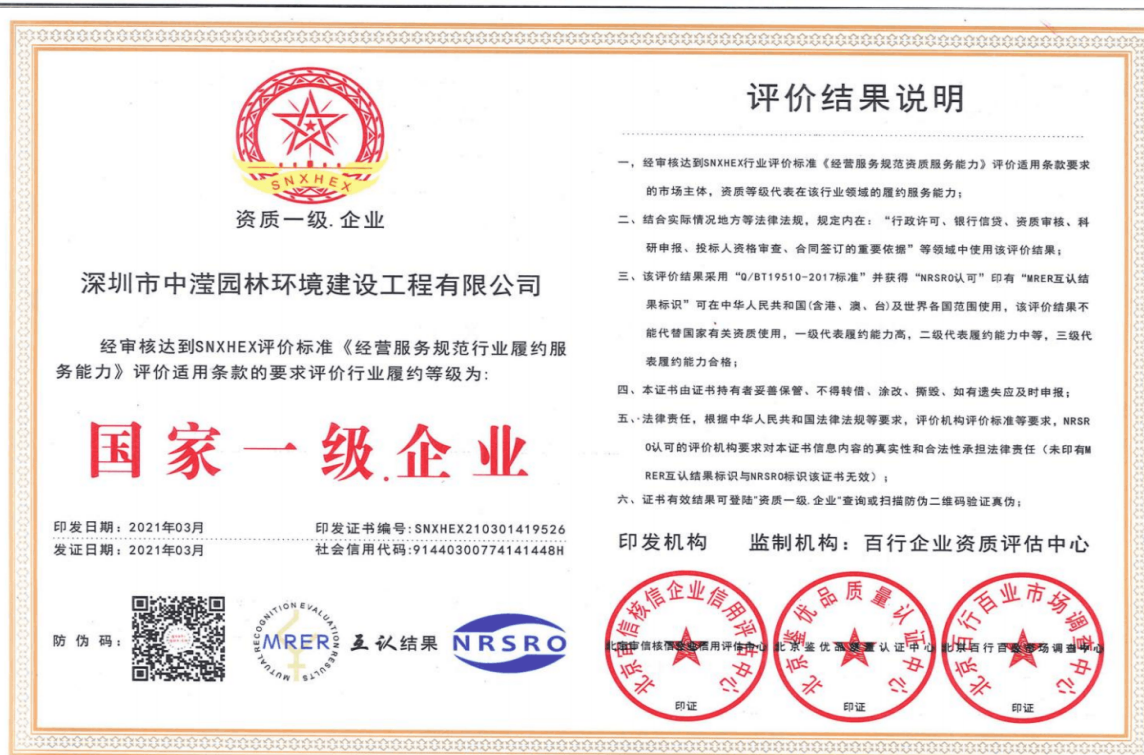 SNXHEX
资质一级.企业
深圳市中滢园林环境建设工程有限公司
经审核达到SNXHEX评价标准《经营服务规范行业履约服
务能力》评价适用条款的要求评价行业履约等级为:
国家一级.企业
印发日期: 2021年03月
印发证书编号:SNXHEX210301419526
发证日期: 2021年03月
社会信用代码:91440300774141448H
防伪码:
MUTUAL RECOGNITION EVALUATION RESULTS
MRER
互认结果
NRSRO
评价结果说明
一, 经审核达到SNXHEX行业评价标准《经营服务规范资质服务能力》评价适用条款要求
的市场主体, 资质等级代表在该行业领域的履约服务能力;
二、结合实际情况地方等法律法规, 规定内在: “行政许可、银行信贷、资质审核、科
研申报、投标人资格审查、合同签订的重要依据”等领域中使用该评价结果;
三、该评价结果采用“Q/BT19510-2017标准”并获得“NRSRO认可”印有“MRER互认结
果标识”可在中华人民共和国(含港、澳、台)及世界各国范围使用, 该评价结果不
能代替国家有关资质使用, 一级代表履约能力高, 二级代表履约能力中等, 三级代
表履约能力合格;
四、本证书由证书持有者妥善保管、不得转借、涂改、撕毁、如有遗失应及时申报;
五、法律责任, 根据中华人民共和国法律法规等要求, 评价机构评价标准等要求, NRSR
O认可的评价机构要求对本证书信息内容的真实性和合法性承担法律责任 (未印有M
RER互认结果标识与NRSRO标识该证书无效) ;
六、证书有效结果可登陆“资质一级.企业”查询或扫描防伪二维码验证真伪;
印发机构 监制机构: 百行企业资质评估中心
信核信企业信用评估中心
印证
北京鉴优品质量认证中心
北京鉴优品质量认证中心
印证
北京百行百业市场调查中心
北京百行百业市场调查中心
印证